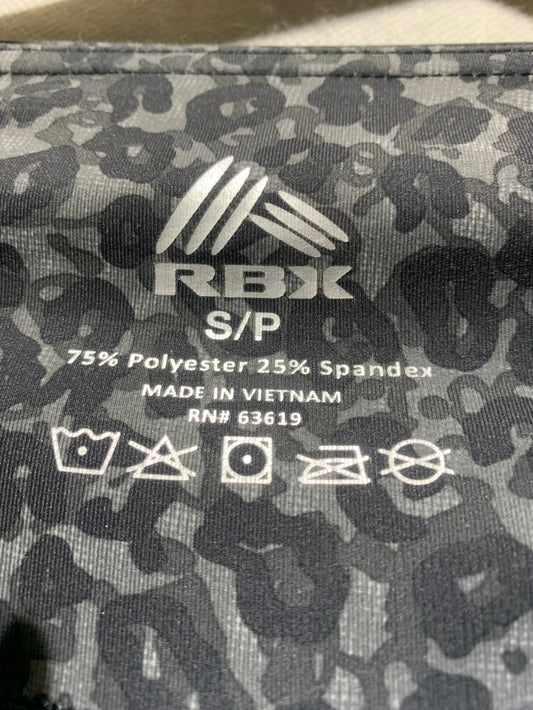 RBX
S/P
75% Polyester 25% Spandex
MADE IN VIETNAM
RN# 63619